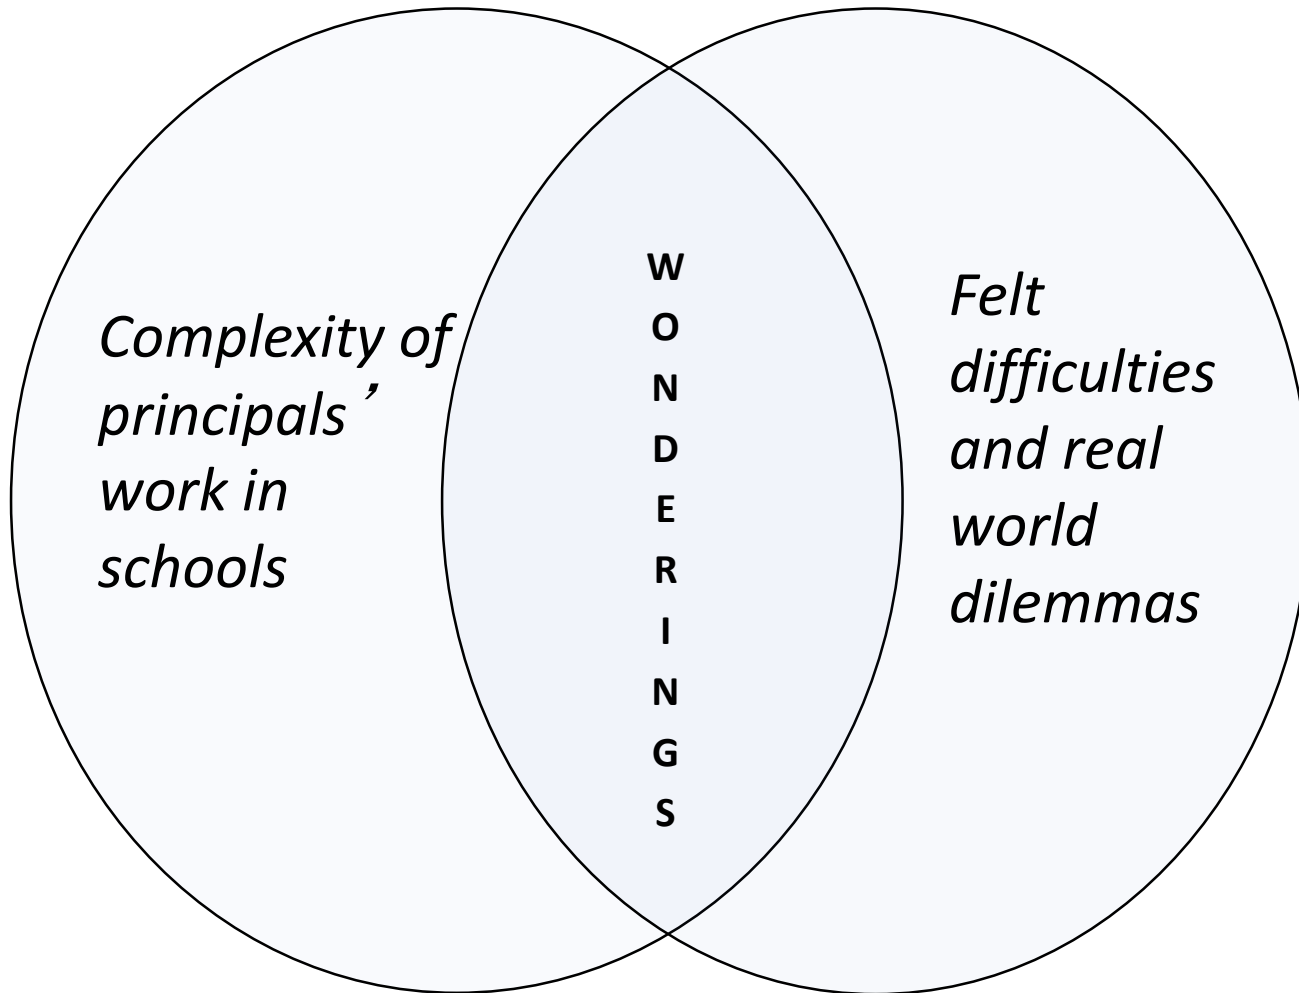 Complexity of
principals’
work in
schools
W
O
N
D
E
R
I
N
G
S
Felt
difficulties
and real
world
dilemmas